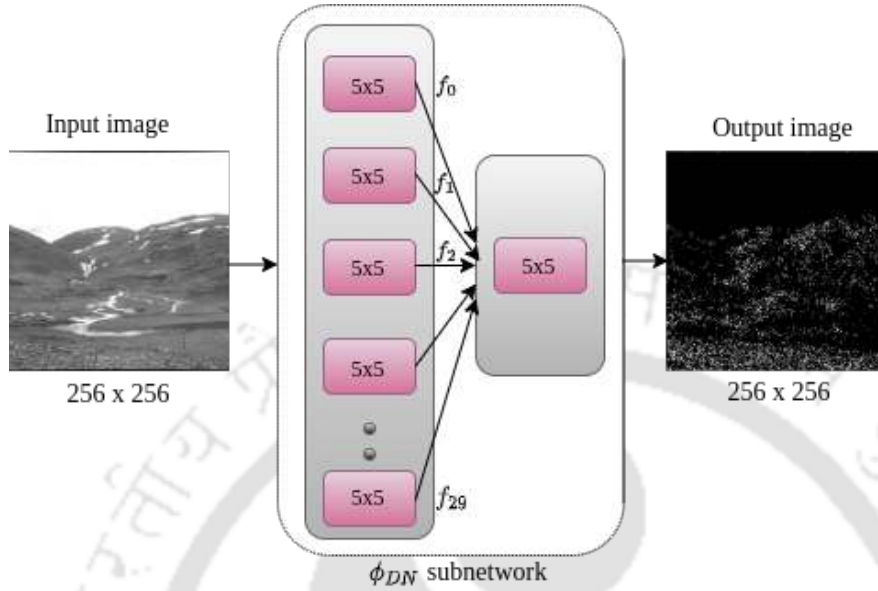 Input image
256 x 256
5x5
f0
5x5
f1
5x5
f2
5x5
5x5
f29
5x5
ϕDN subnetwork
Output image
256 x 256